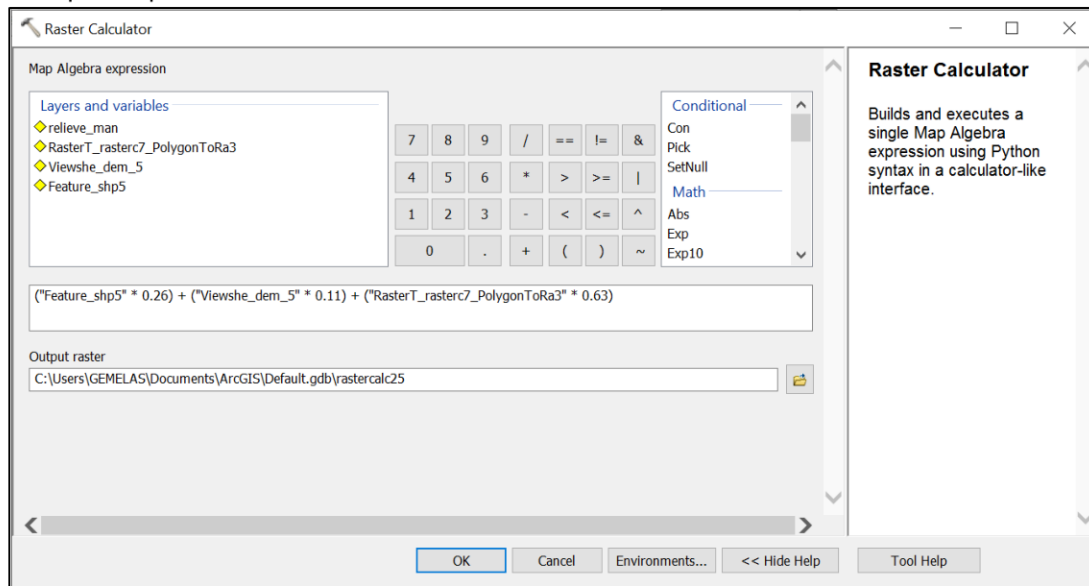 Raster Calculator
Map Algebra expression
Layers and variables
relieve_man
RasterT_rasterc7_PolygonToRa3
Viewshe_dem_5
Feature_shp5
7 8 9 / == != &
4 5 6 * > >= |
1 2 3 - < <= ^
0 . + ( ) ~
Conditional
Con
Pick
SetNull
Math
Abs
Exp
Exp10
("Feature_shp5" * 0.26) + ("Viewshe_dem_5" * 0.11) + ("RasterT_rasterc7_PolygonToRa3" * 0.63)
Output raster
C:\Users\GEMELAS\Documents\ArcGIS\Default.gdb\rastercalc25
OK Cancel Environments... << Hide Help Tool Help
Raster Calculator
Builds and executes a
single Map Algebra
expression using Python
syntax in a calculator-like
interface.